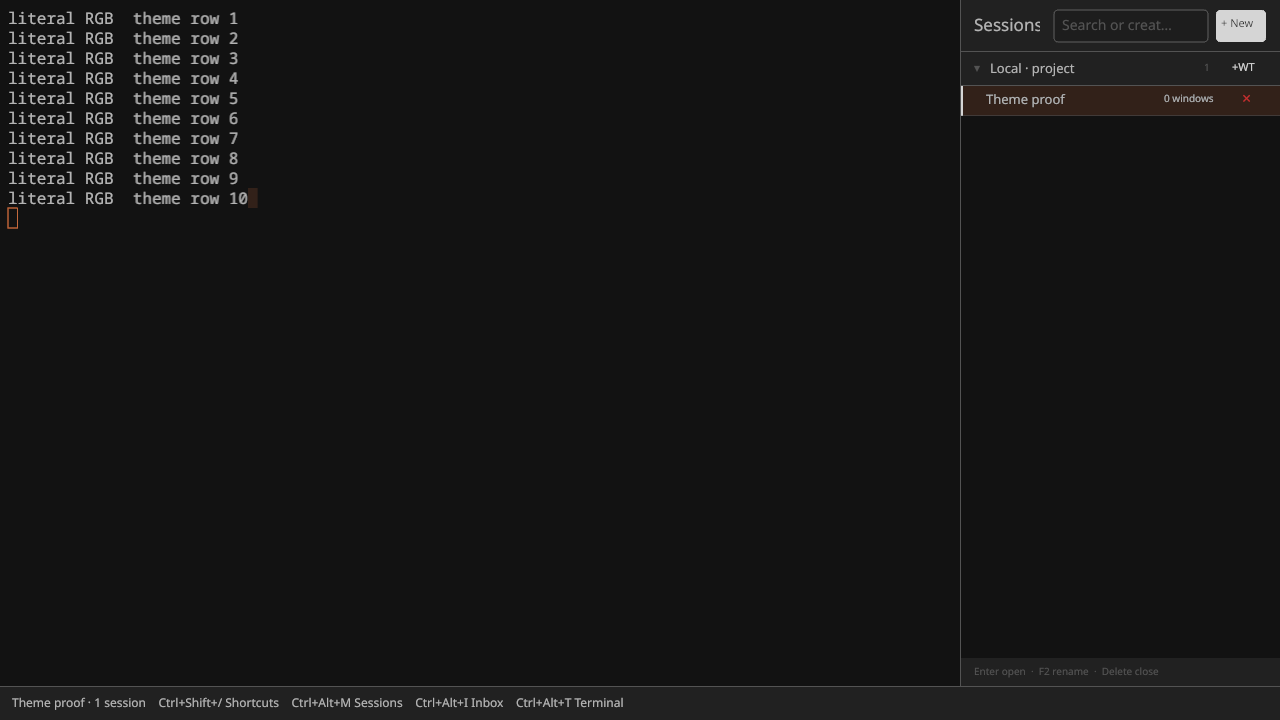 literal RGB  theme row 1
literal RGB  theme row 2
literal RGB  theme row 3
literal RGB  theme row 4
literal RGB  theme row 5
literal RGB  theme row 6
literal RGB  theme row 7
literal RGB  theme row 8
literal RGB  theme row 9
literal RGB  theme row 10
Sessions Search or creat... + New
▾ Local · project 1 +WT
Theme proof 0 windows ×
Enter open · F2 rename · Delete close
Theme proof · 1 session Ctrl+Shift+/ Shortcuts Ctrl+Alt+M Sessions Ctrl+Alt+I Inbox Ctrl+Alt+T Terminal